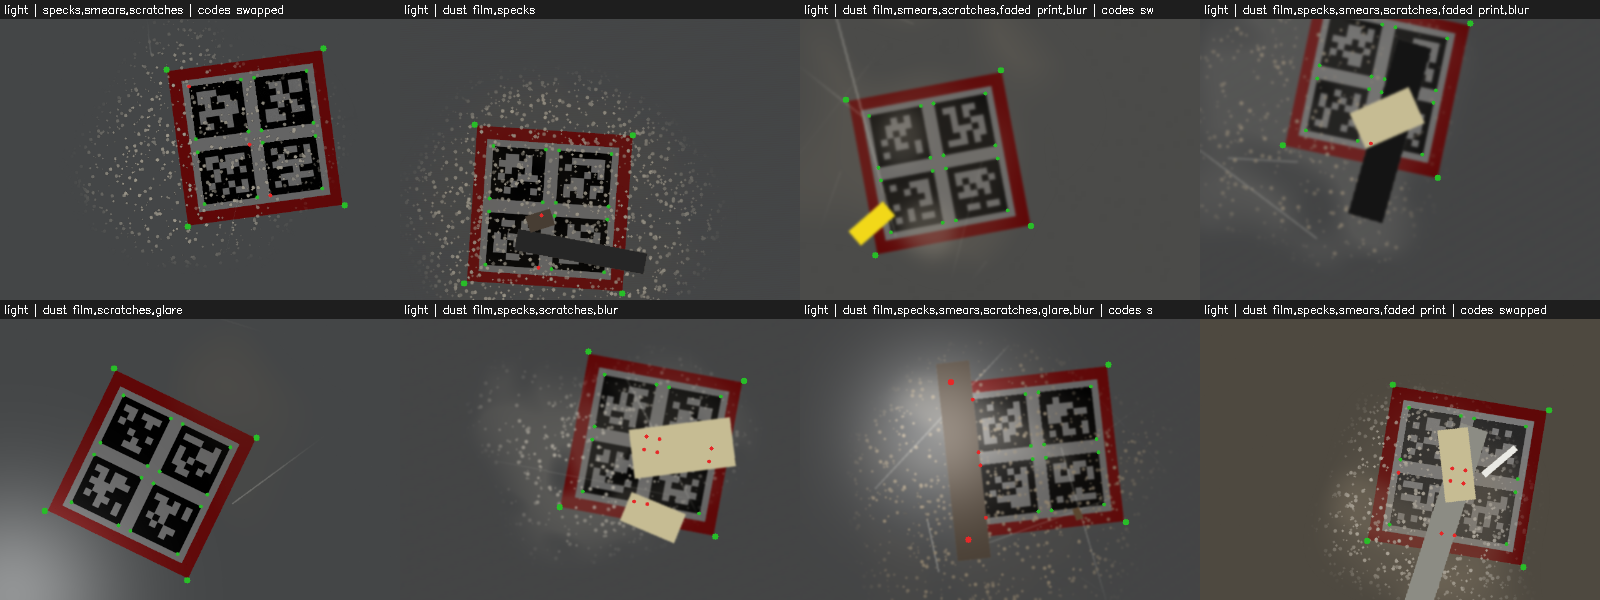 light | specks,smears,scratches | codes swapped
light | dust film,specks
light | dust film,smears,scratches,faded print,blur | codes sw
light | dust film,specks,smears,scratches,faded print,blur
light | dust film,scratches,glare
light | dust film,specks,scratches,blur
light | dust film,specks,smears,scratches,glare,blur | codes s
light | dust film,specks,smears,faded print | codes swapped